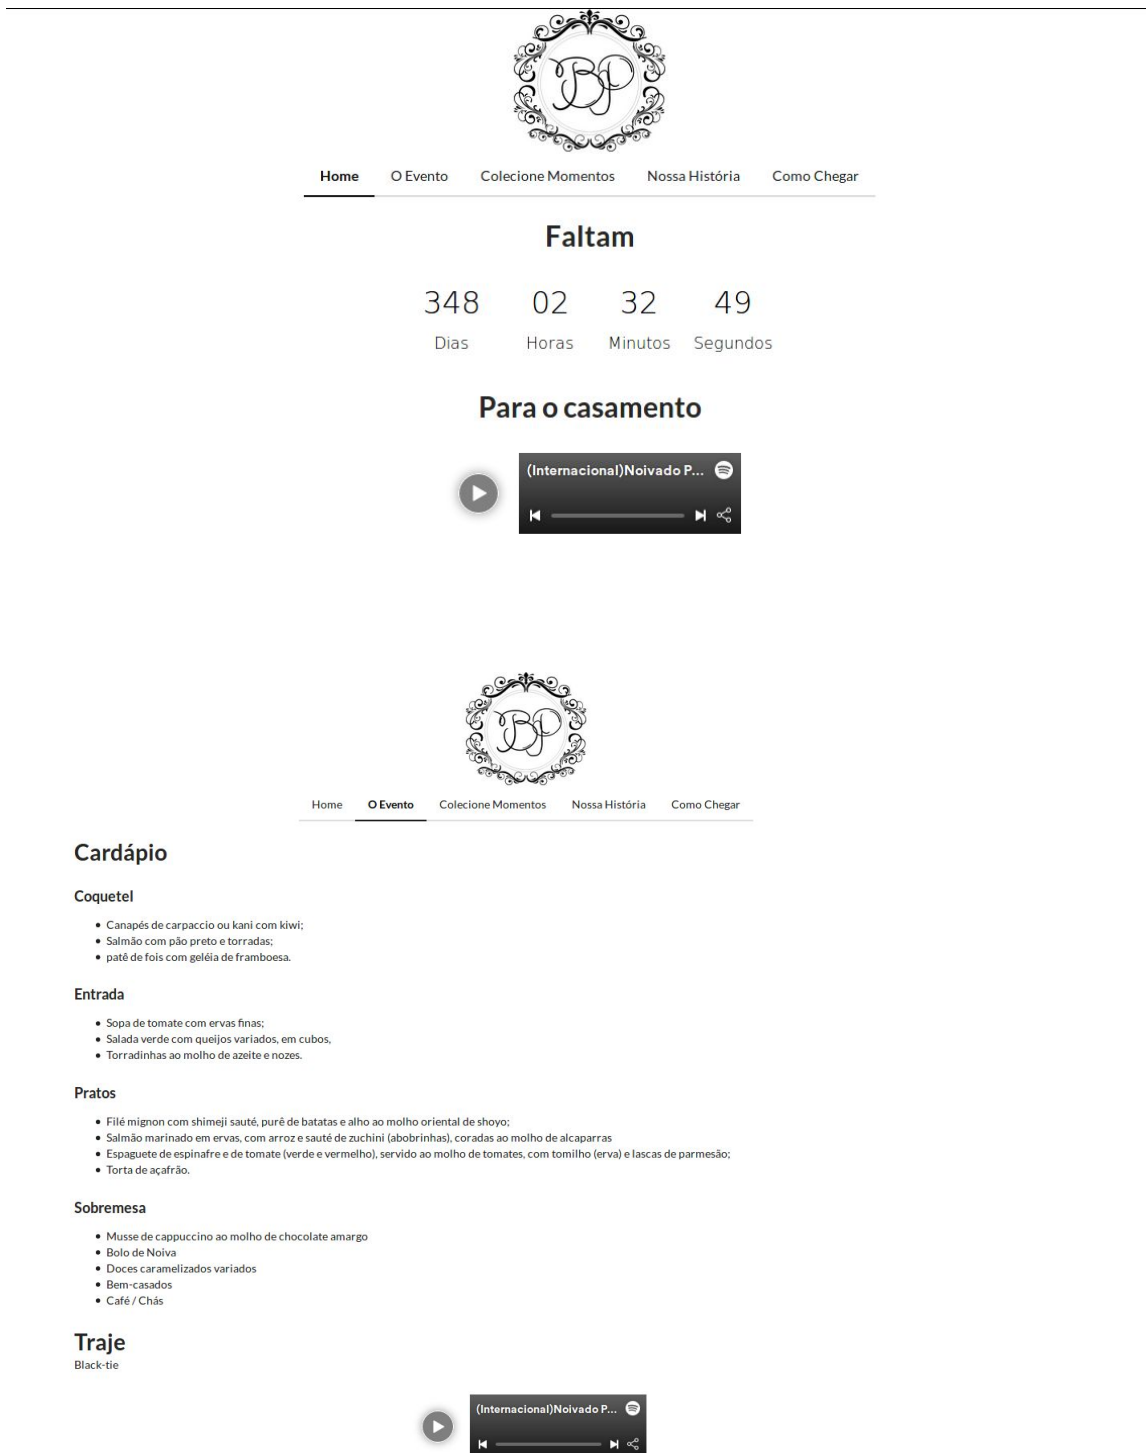 BP
Home O Evento Colecione Momentos Nossa História Como Chegar
Faltam
348 02 32 49
Dias Horas Minutos Segundos
Para o casamento
(Internacional)Noivado P...
BP
Home O Evento Colecione Momentos Nossa História Como Chegar
Cardápio
Coquetel
Canapés de carpaccio ou kani com kiwi;
Salmão com pão preto e torradas;
patê de fois com geléia de framboesa.
Entrada
Sopa de tomate com ervas finas;
Salada verde com queijos variados, em cubos,
Torradinhas ao molho de azeite e nozes.
Pratos
Filé mignon com shimeji sauté, purê de batatas e alho ao molho oriental de shoyo;
Salmão marinado em ervas, com arroz e sauté de zuchini (abobrinhas), coradas ao molho de alcaparras
Espaguete de espinafre e de tomate (verde e vermelho), servido ao molho de tomates, com tomilho (erva) e lascas de parmesão;
Torta de açafrão.
Sobremesa
Musse de cappuccino ao molho de chocolate amargo
Bolo de Noiva
Doces caramelizados variados
Bem-casados
Café / Chás
Traje
Black-tie
(Internacional)Noivado P...